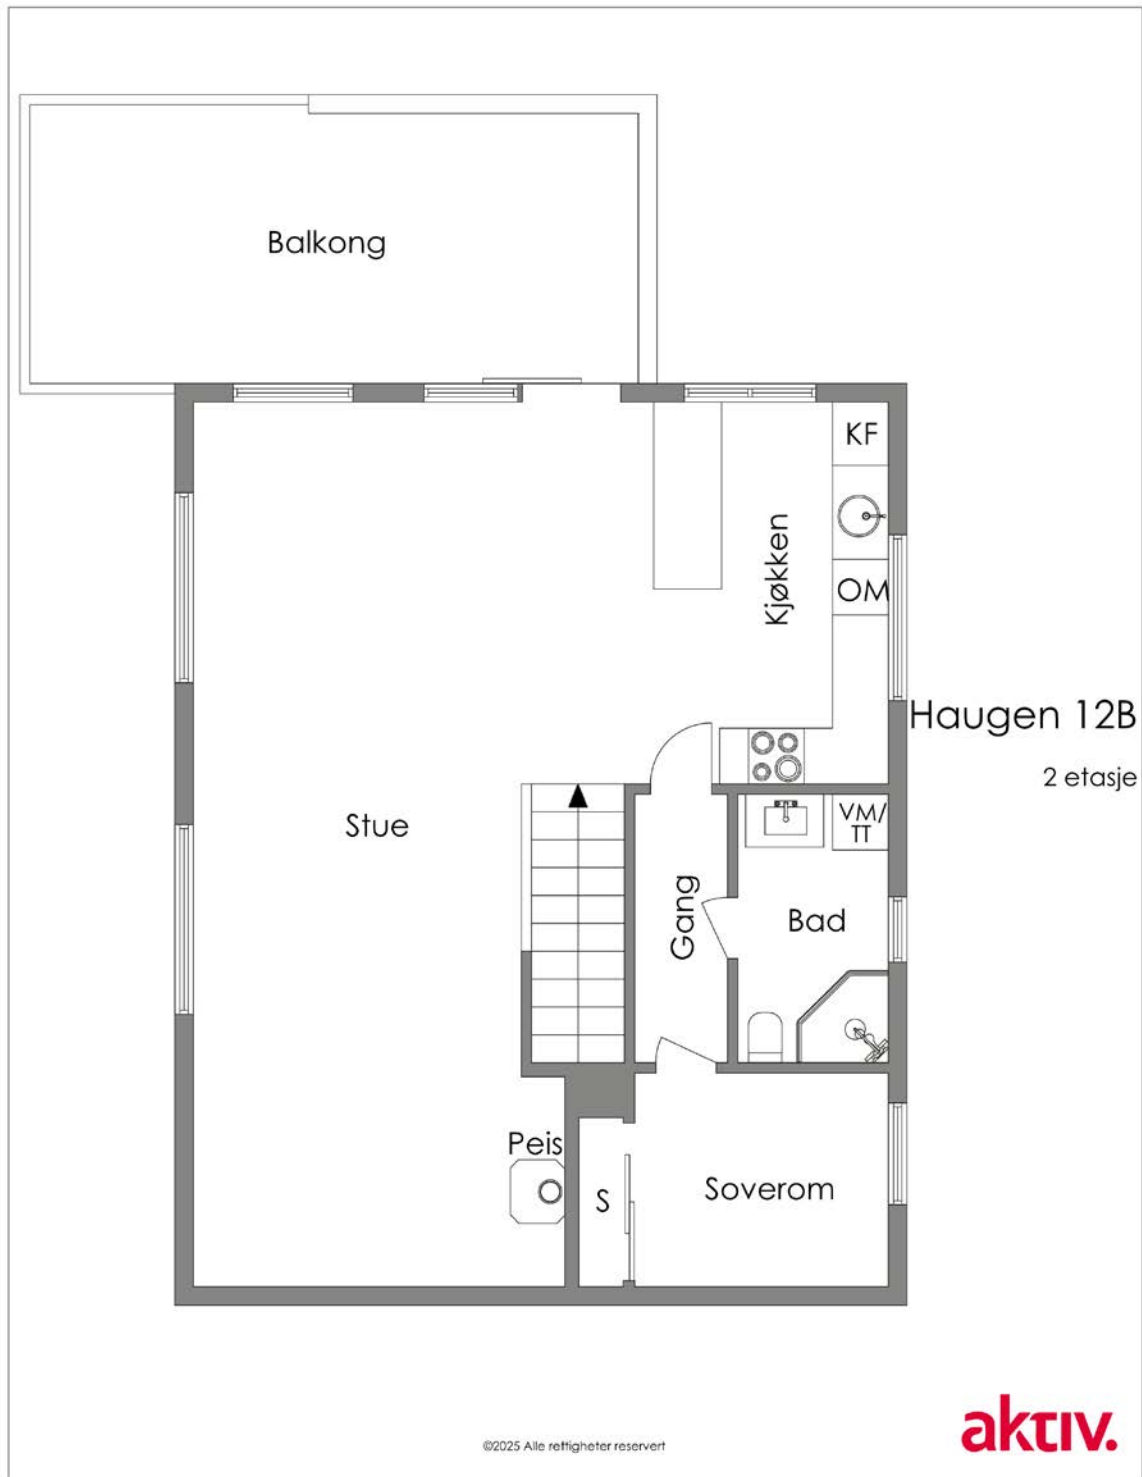 Balkong
KF
Kjøkken
OM
Haugen 12B
2 etasje
Stue
VM/
TT
Gang
Bad
Peis
S
Soverom
©2025 Alle rettigheter reservert
aktiv.